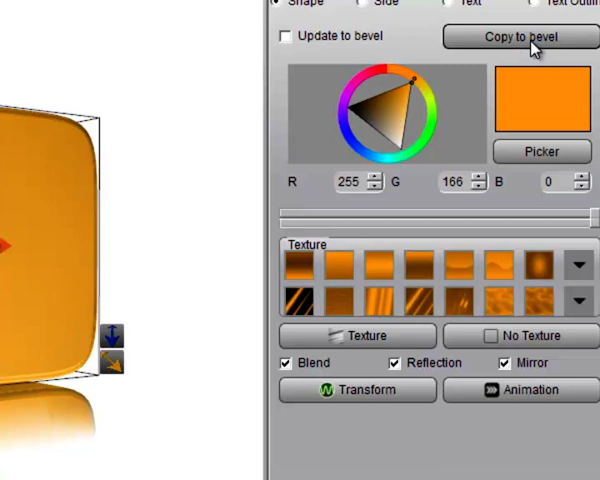 Shape Side Text Text Outlin
Update to bevel Copy to bevel
Picker
R 255 G 166 B 0
Texture
Texture No Texture
Blend Reflection Mirror
Transform Animation